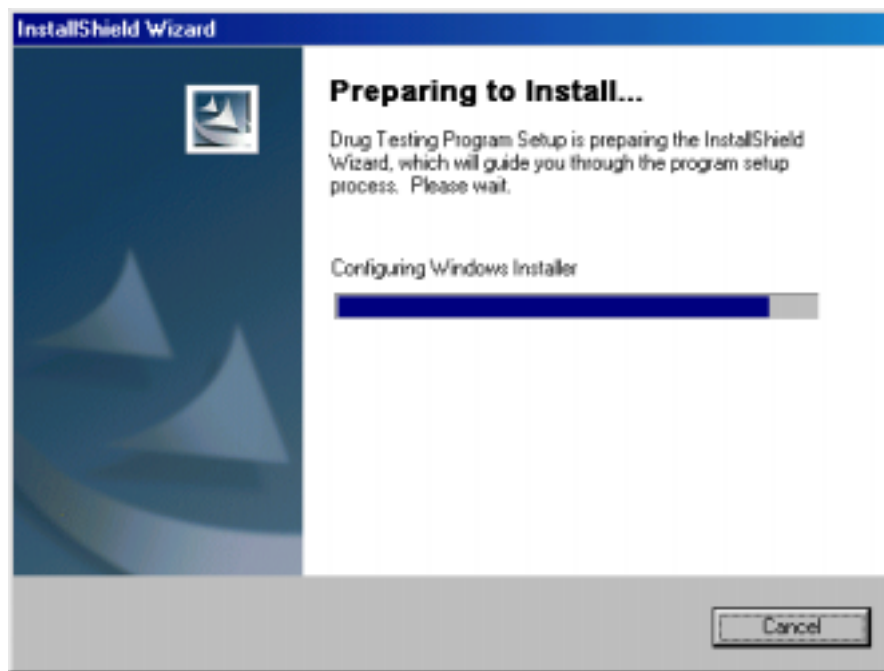 InstallShield Wizard
Preparing to Install...
Drug Testing Program Setup is preparing the InstallShield
Wizard, which will guide you through the program setup
process.  Please wait.
Configuring Windows Installer
Cancel